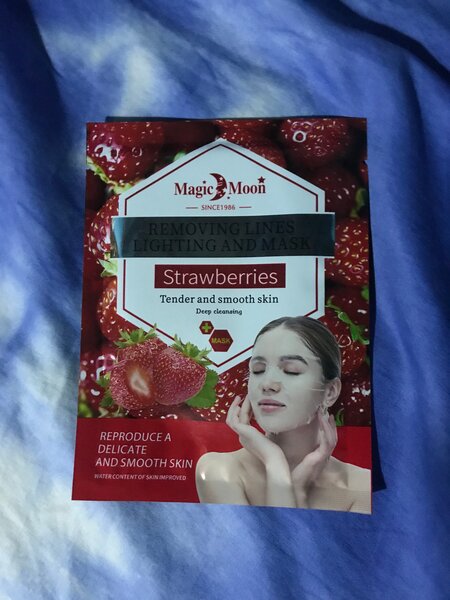 Magic Moon
SINCE1986
REMOVING LINES
LIGHTING AND MASK
Strawberries
Tender and smooth skin
Deep cleansing
MASK
REPRODUCE A
DELICATE
AND SMOOTH SKIN
WATER CONTENT OF SKIN IMPROVED